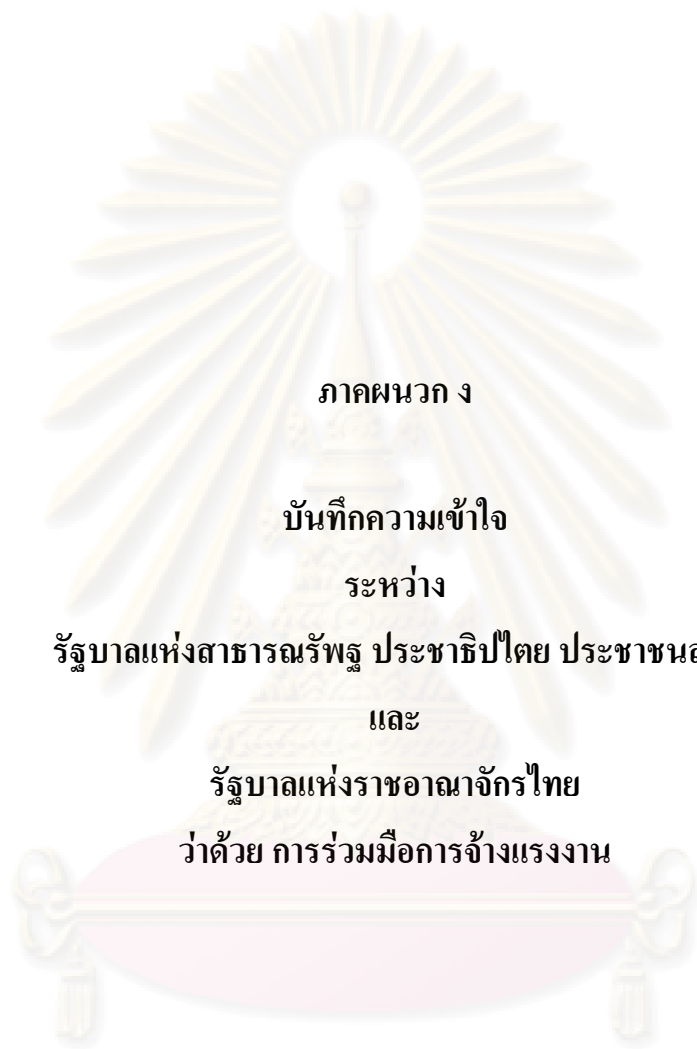 ภาคผนวก ง
บันทึกความเข้าใจ
ระหว่าง
รัฐบาลแห่งสาธารณรัพฐ ประชาธิปไตย ประชาชน
และ
รัฐบาลแห่งราชอาณาจักรไทย
ว่าด้วย การร่วมมือการจ้างแรงงาน